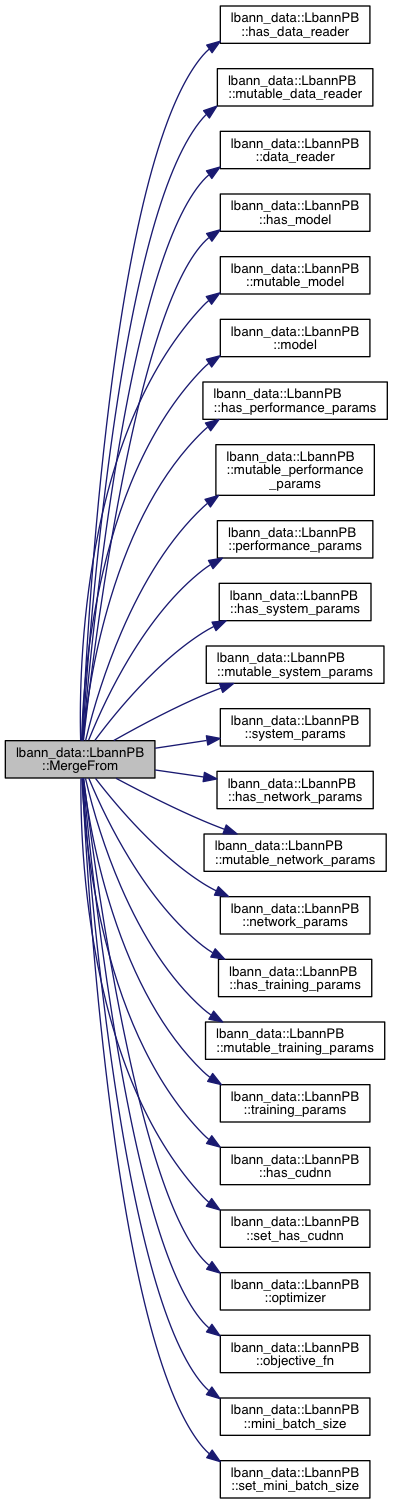 lbann_data::LbannPB
::has_data_reader
lbann_data::LbannPB
::mutable_data_reader
lbann_data::LbannPB
::data_reader
lbann_data::LbannPB
::has_model
lbann_data::LbannPB
::mutable_model
lbann_data::LbannPB
::model
lbann_data::LbannPB
::has_performance_params
lbann_data::LbannPB
::mutable_performance
_params
lbann_data::LbannPB
::performance_params
lbann_data::LbannPB
::has_system_params
lbann_data::LbannPB
::mutable_system_params
lbann_data::LbannPB
::system_params
lbann_data::LbannPB
::MergeFrom
lbann_data::LbannPB
::has_network_params
lbann_data::LbannPB
::mutable_network_params
lbann_data::LbannPB
::network_params
lbann_data::LbannPB
::has_training_params
lbann_data::LbannPB
::mutable_training_params
lbann_data::LbannPB
::training_params
lbann_data::LbannPB
::has_cudnn
lbann_data::LbannPB
::set_has_cudnn
lbann_data::LbannPB
::optimizer
lbann_data::LbannPB
::objective_fn
lbann_data::LbannPB
::mini_batch_size
lbann_data::LbannPB
::set_mini_batch_size